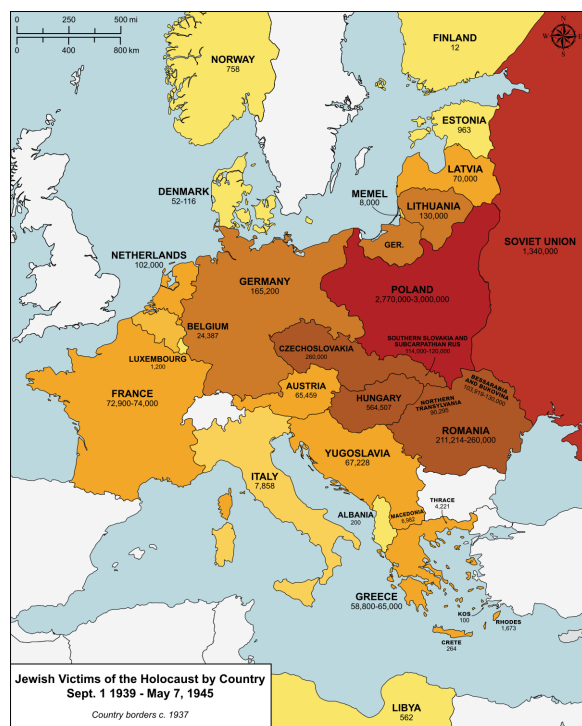 0 250 500 mi
0 400 800 km
N
W E
S
FINLAND
12
NORWAY
758
ESTONIA
963
LATVIA
70,000
DENMARK
52-116
MEMEL
8,000
LITHUANIA
130,000
GER.
SOVIET UNION
1,340,000
NETHERLANDS
102,000
GERMANY
165,200
POLAND
2,770,000-3,000,000
BELGIUM
24,387
SOUTHERN SLOVAKIA AND
SUBCARPATHIAN RUS
114,000-120,000
CZECHOSLOVAKIA
260,000
LUXEMBOURG
1,200
BESSARABIA
AND BUKOVINA
FRANCE
72,900-74,000
AUSTRIA
65,459
HUNGARY
564,507
NORTHERN
TRANSYLVANIA
90,295
ROMANIA
211,214-260,000
YUGOSLAVIA
67,228
ITALY
7,858
THRACE
4,221
ALBANIA
200
MACEDONIA
6,982
GREECE
58,800-65,000
KOS
100
RHODES
1,673
CRETE
264
Jewish Victims of the Holocaust by Country
Sept. 1 1939 - May 7, 1945
Country borders c. 1937
LIBYA
562